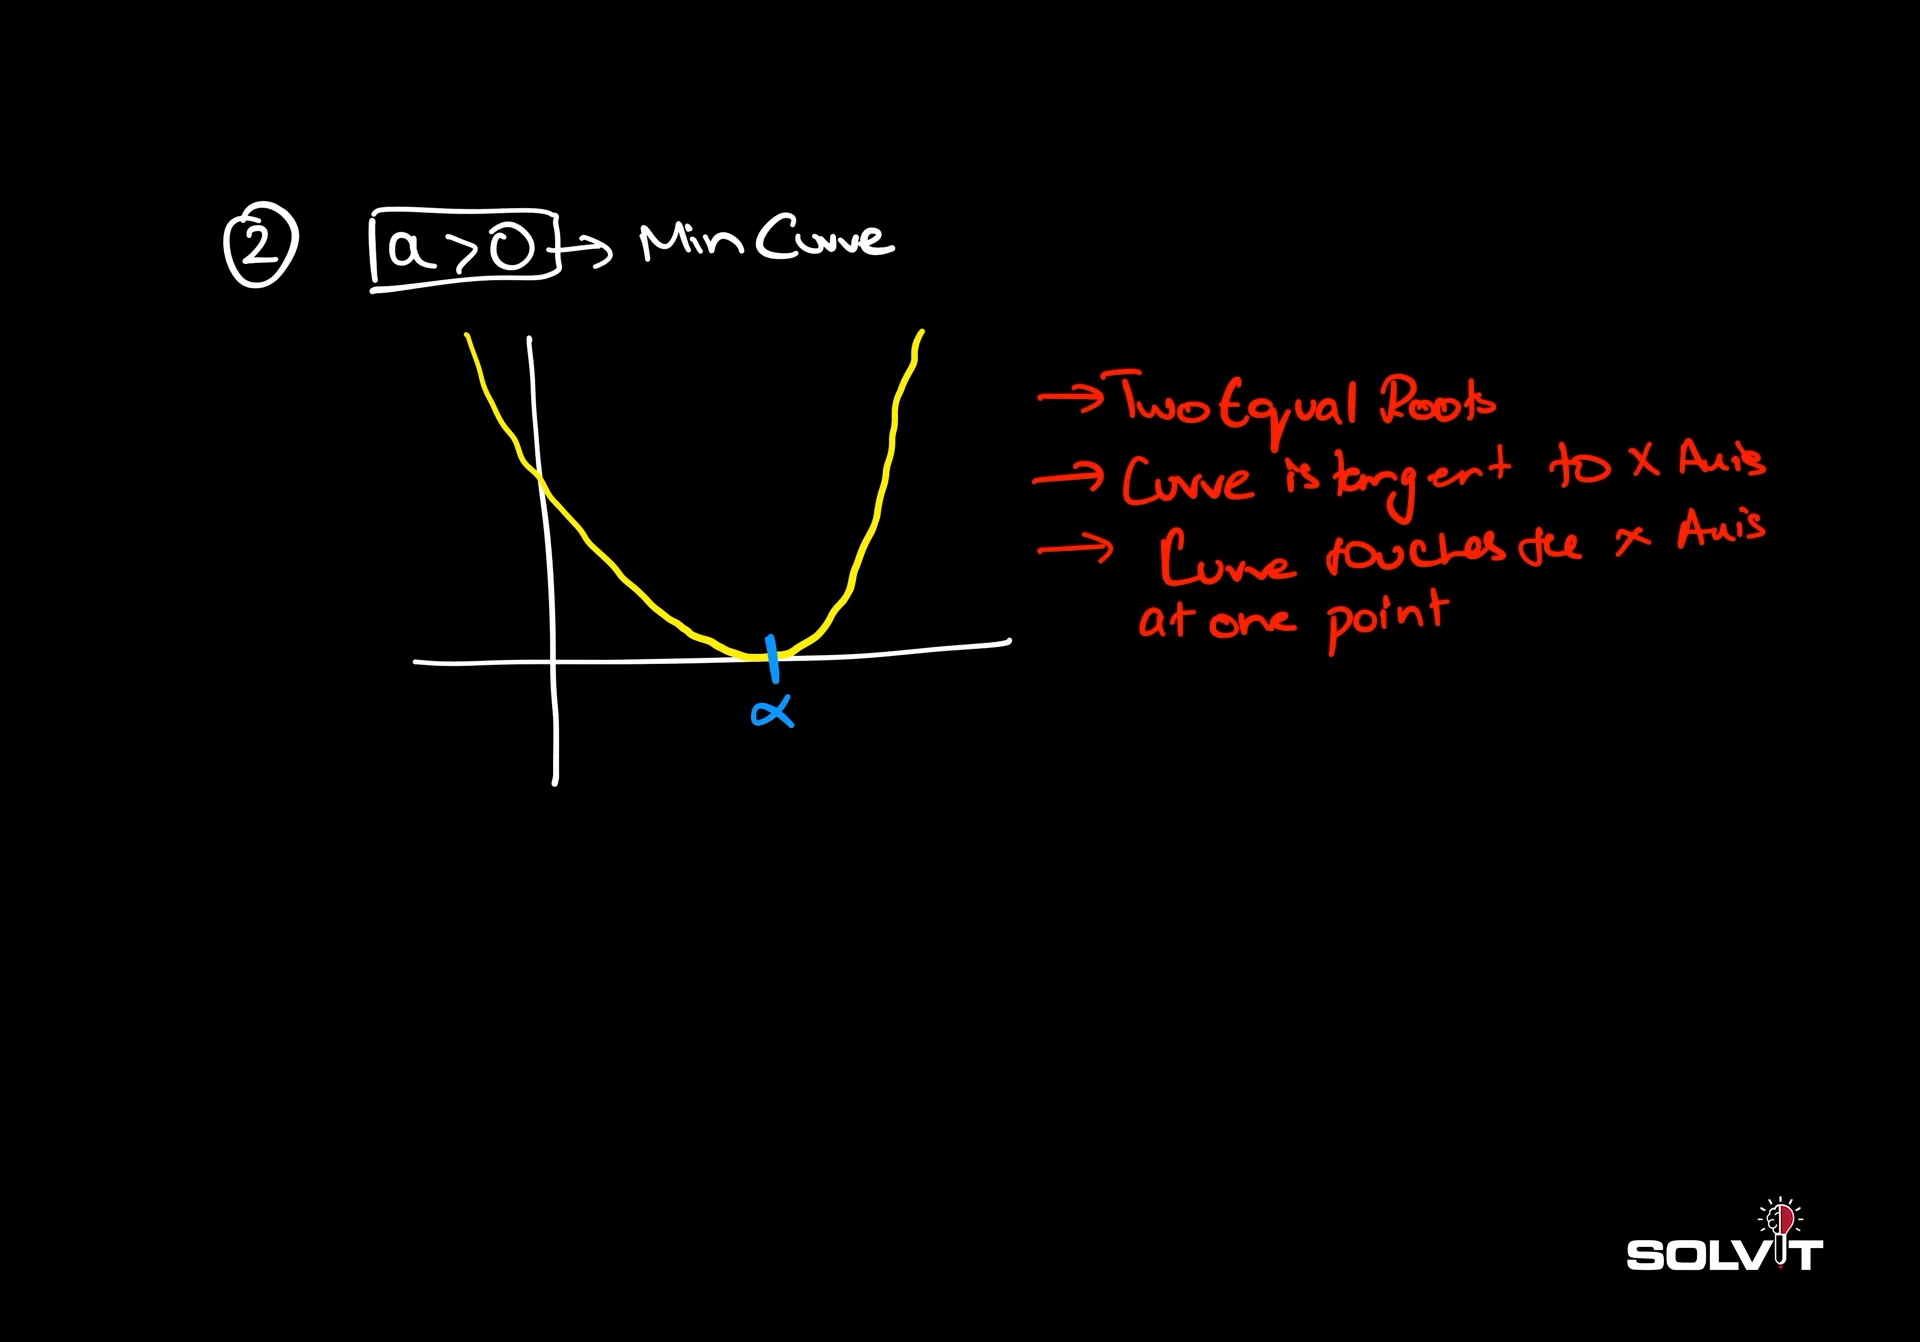 ② a>0 → Min Curve
→ Two Equal Roots
→ Curve is tangent to x Axis
→ Curve touches the x Axis
at one point
α
SOLVIT